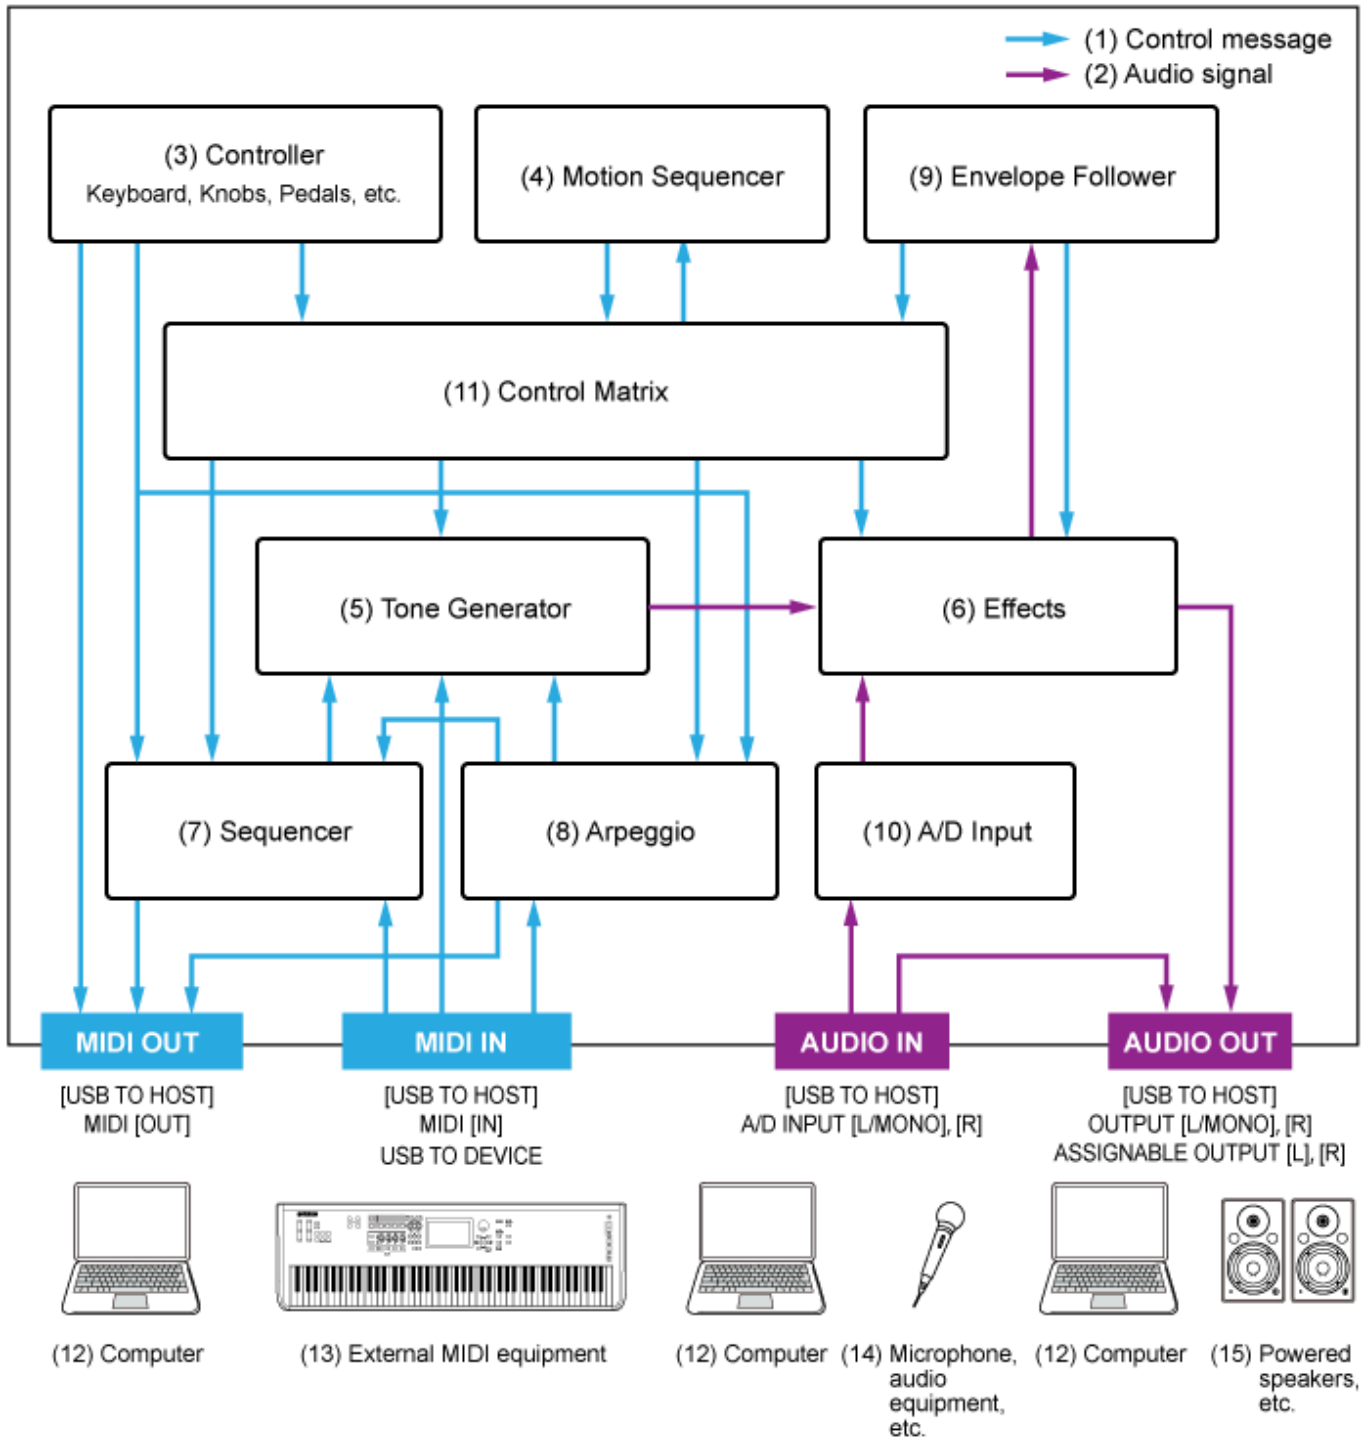 (1) Control message
(2) Audio signal
(3) Controller
Keyboard, Knobs, Pedals, etc.
(4) Motion Sequencer
(9) Envelope Follower
(11) Control Matrix
(5) Tone Generator
(6) Effects
(7) Sequencer
(8) Arpeggio
(10) A/D Input
MIDI OUT
MIDI IN
AUDIO IN
AUDIO OUT
[USB TO HOST]
MIDI [OUT]
[USB TO HOST]
MIDI [IN]
USB TO DEVICE
[USB TO HOST]
A/D INPUT [L/MONO], [R]
[USB TO HOST]
OUTPUT [L/MONO], [R]
ASSIGNABLE OUTPUT [L], [R]
(12) Computer
(13) External MIDI equipment
(12) Computer
(14) Microphone,
audio
equipment,
etc.
(12) Computer
(15) Powered
speakers,
etc.